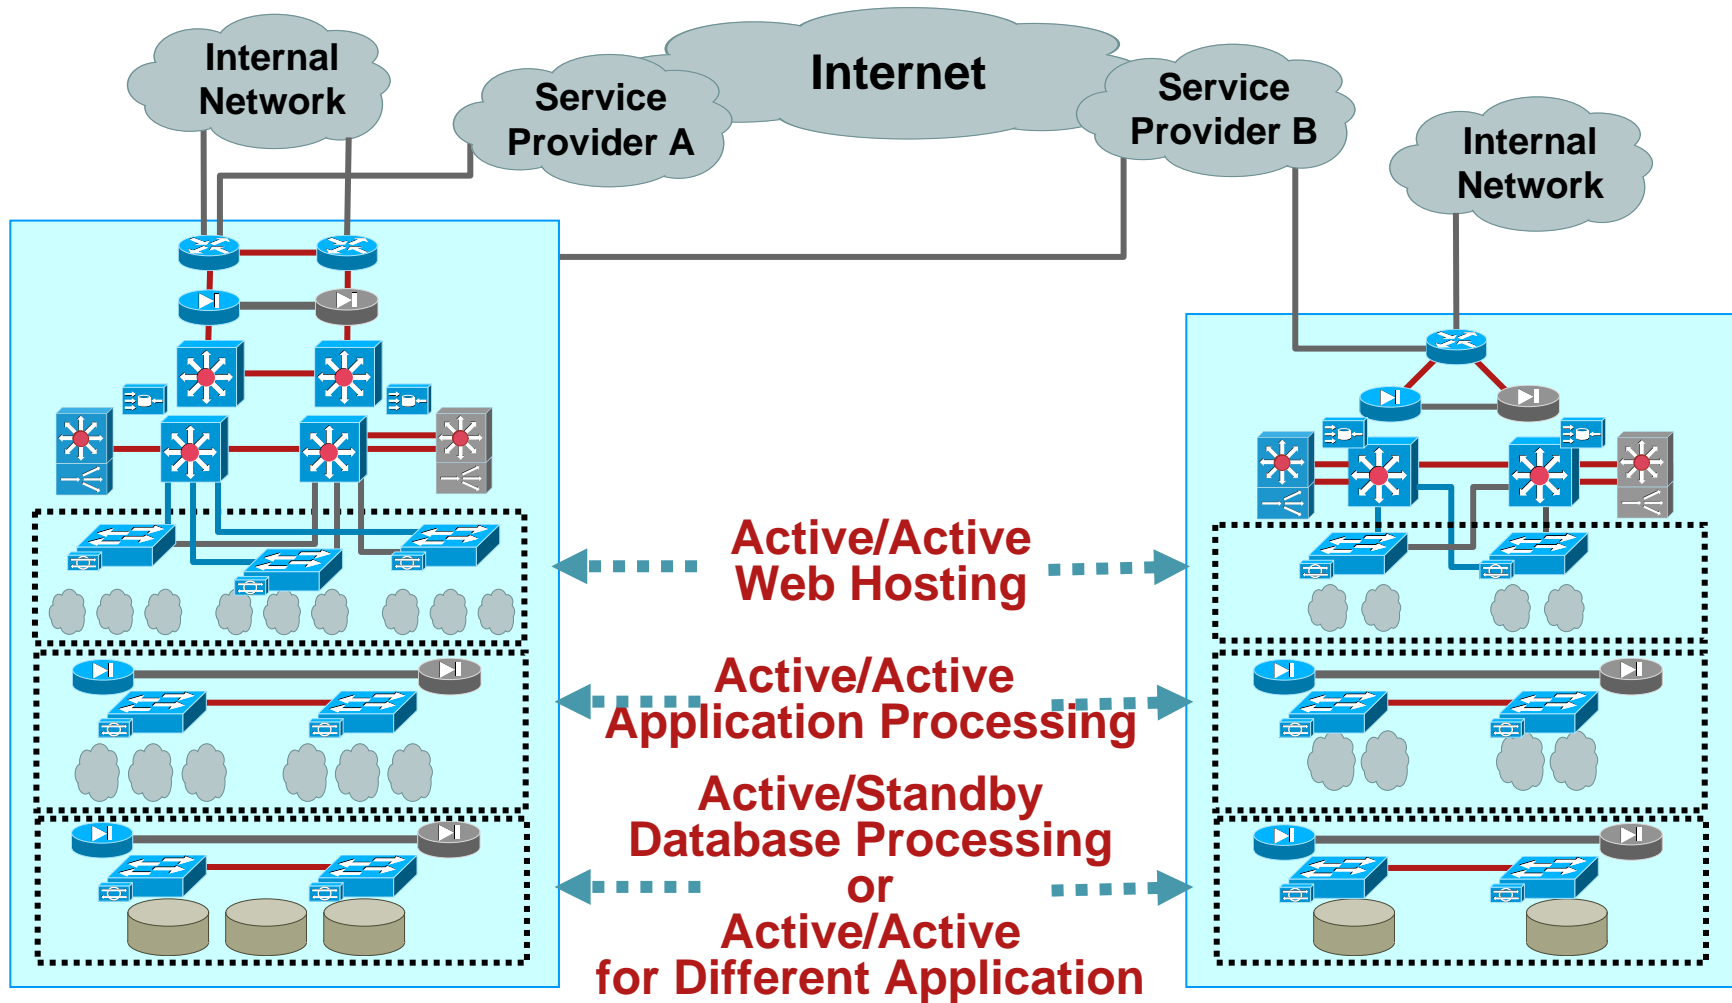 Internal
Network
Service
Provider A
Internet
Service
Provider B
Internal
Network
Active/Active
Web Hosting
Active/Active
Application Processing
Active/Standby
Database Processing
or
Active/Active
for Different Application